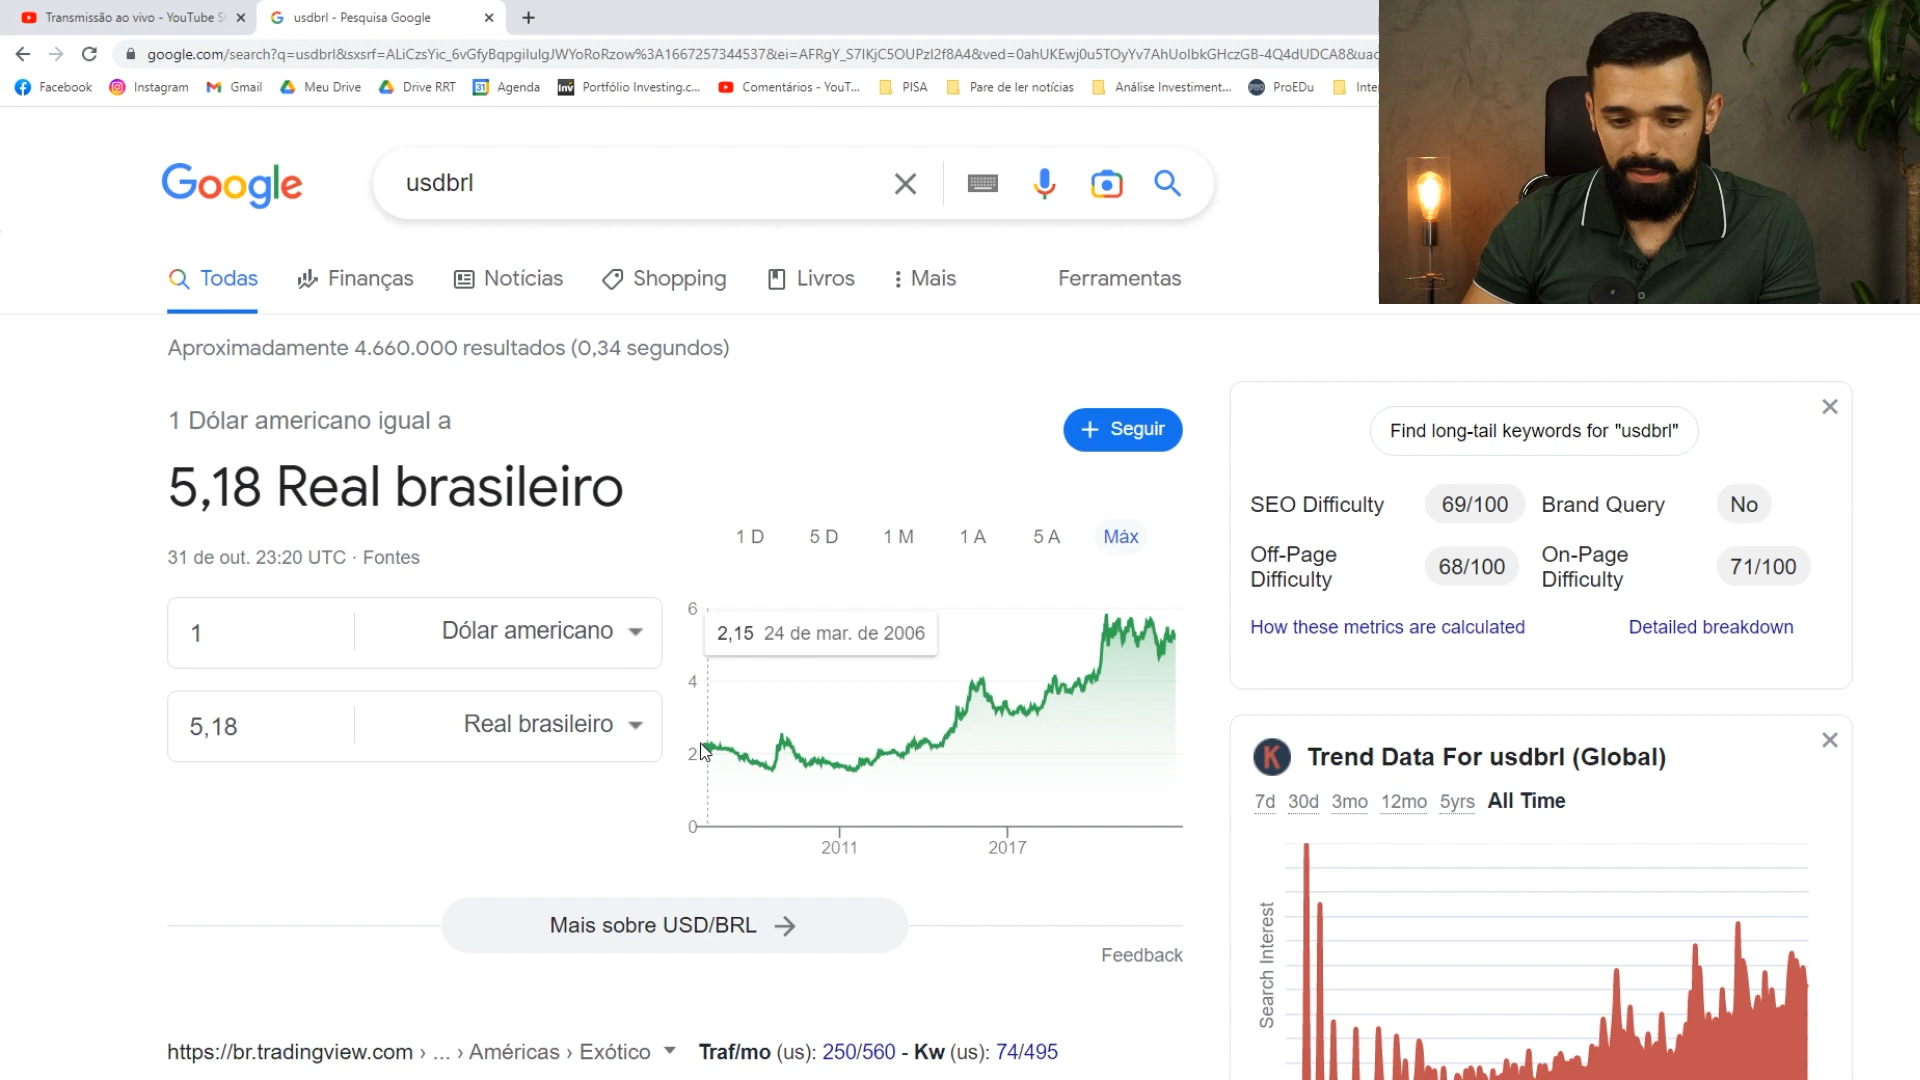 Transmissão ao vivo - YouTube S
usdbrl - Pesquisa Google
google.com/search?q=usdbrl&sxsrf=
Facebook
Instagram
Gmail
Meu Drive
Drive RRT
31 Agenda
Inv Portfólio Investing.c...
Comentários - YouT...
PISA
Pare de ler notícias
Análise Investiment...
ProEDu
Inte
Google
usdbrl
Todas
Finanças
Notícias
Shopping
Livros
Mais
Ferramentas
Aproximadamente 4.660.000 resultados (0,34 segundos)
1 Dólar americano igual a
5,18 Real brasileiro
31 de out. 23:20 UTC · Fontes
+ Seguir
1 D 5 D 1 M 1 A 5 A Máx
1 Dólar americano
5,18 Real brasileiro
2,15 24 de mar. de 2006
6
4
2
0
2011 2017
Mais sobre USD/BRL →
Feedback
https://br.tradingview.com › ... › Américas › Exótico
Traf/mo (us): 250/560 - Kw (us): 74/495
Find long-tail keywords for "usdbrl"
SEO Difficulty 69/100 Brand Query No
Off-Page Difficulty 68/100 On-Page Difficulty 71/100
How these metrics are calculated Detailed breakdown
K Trend Data For usdbrl (Global)
7d 30d 3mo 12mo 5yrs All Time
Search Interest